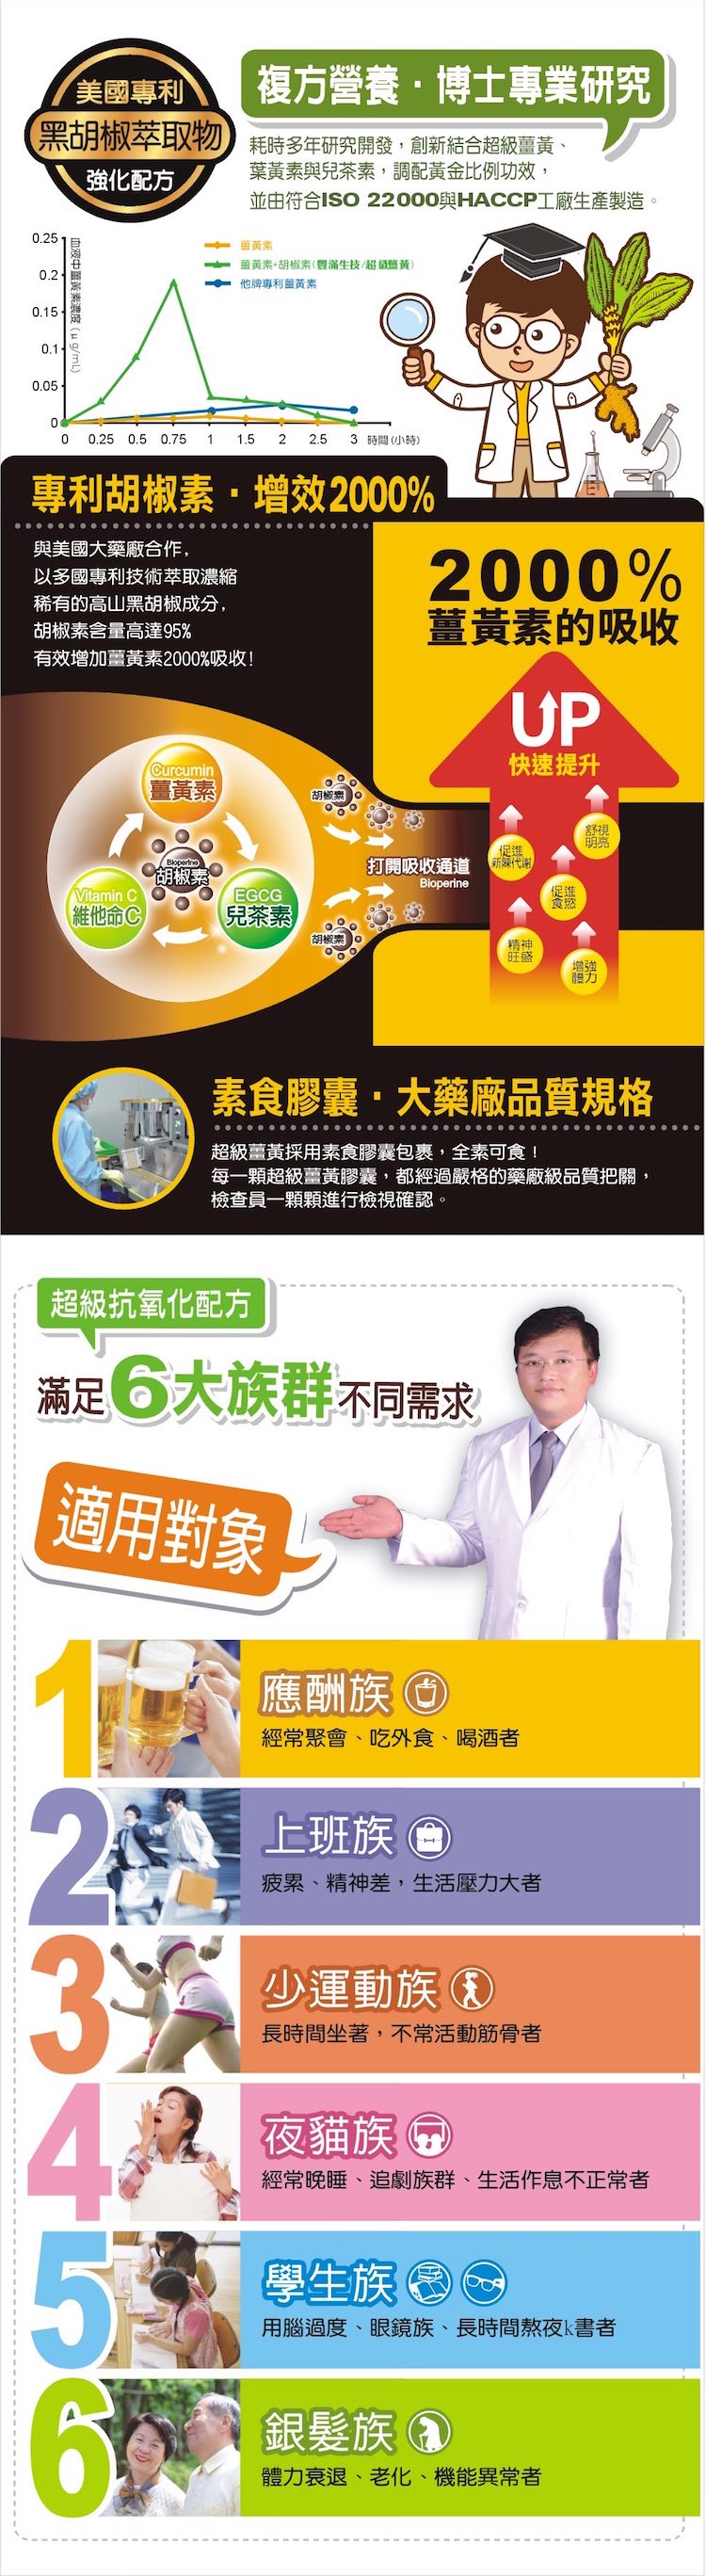 美國專利
黑胡椒萃取物
強化配方
複方營養·博士專業研究
耗時多年研究開發，創新結合超級薑黃、
葉黃素與兒茶素，調配黃金比例功效，
並由符合ISO 22000與HACCP工廠生產製造。
血液中薑黃素濃度（μg/mL）
薑黃素
薑黃素+胡椒素(豐滿生技/超級薑黃)
他牌專利薑黃素
0.25
0.2
0.15
0.1
0.05
0
0 0.25 0.5 0.75 1 1.5 2 2.5 3 時間(小時)
專利胡椒素·增效2000%
與美國大藥廠合作，
以多國專利技術萃取濃縮
稀有的高山黑胡椒成分，
胡椒素含量高達95%
有效增加薑黃素2000%吸收!
2000%
薑黃素的吸收
UP
快速提升
Curcumin
薑黃素
Bioperine
胡椒素
Vitamin C
維他命C
EGCG
兒茶素
胡椒素
胡椒素
打開吸收通道
Bioperine
舒視
明亮
促進
新陳代謝
促進
食慾
精神
旺盛
增強
體力
素食膠囊·大藥廠品質規格
超級薑黃採用素食膠囊包裹，全素可食！
每一顆超級薑黃膠囊，都經過嚴格的藥廠級品質把關，
檢查員一顆顆進行檢視確認。
超級抗氧化配方
滿足6大族群不同需求
適用對象
1
應酬族
經常聚會、吃外食、喝酒者
2
上班族
疲累、精神差，生活壓力大者
3
少運動族
長時間坐著，不常活動筋骨者
4
夜貓族
經常晚睡、追劇族群、生活作息不正常者
5
學生族
用腦過度、眼鏡族、長時間熬夜k書者
6
銀髮族
體力衰退、老化、機能異常者